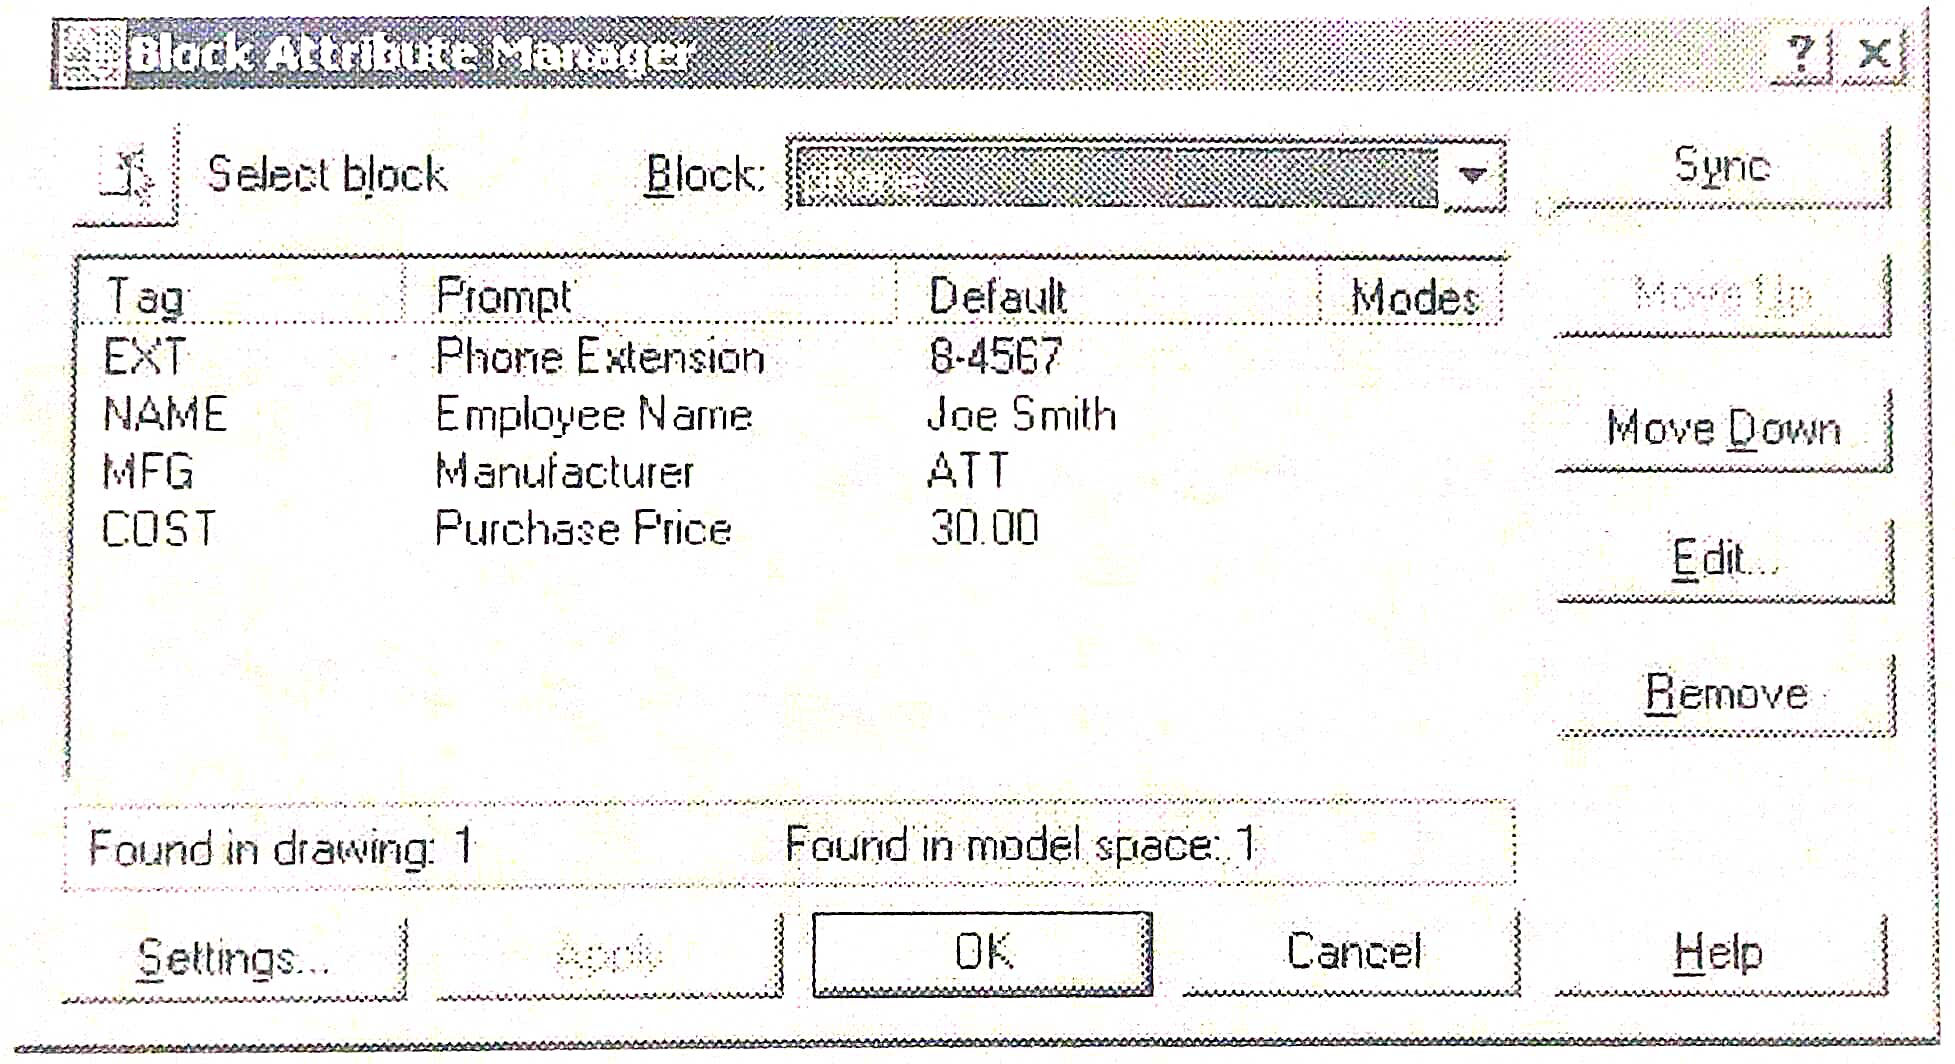 Block Attribute Manager
? X
Select block Block: Sync
Tag Prompt Default Modes Move Up
EXT Phone Extension 8-4567
NAME Employee Name Joe Smith Move Down
MFG Manufacturer ATT
COST Purchase Price 30.00
Edit...
Remove
Found in drawing: 1 Found in model space: 1
Settings... Apply OK Cancel Help